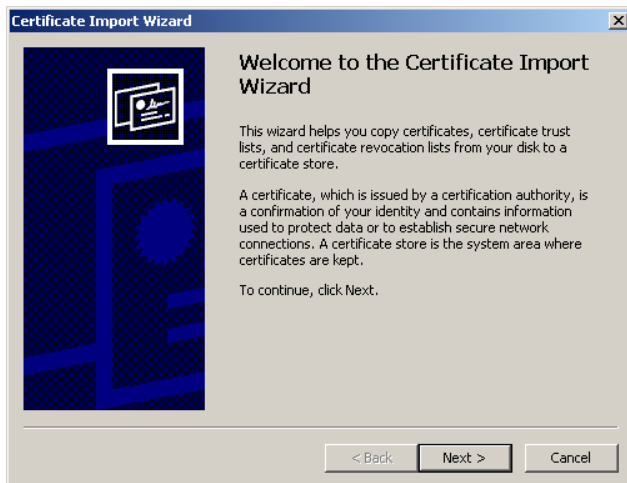 Certificate Import Wizard
Welcome to the Certificate Import
Wizard
This wizard helps you copy certificates, certificate trust
lists, and certificate revocation lists from your disk to a
certificate store.
A certificate, which is issued by a certification authority, is
a confirmation of your identity and contains information
used to protect data or to establish secure network
connections. A certificate store is the system area where
certificates are kept.
To continue, click Next.
< Back
Next >
Cancel